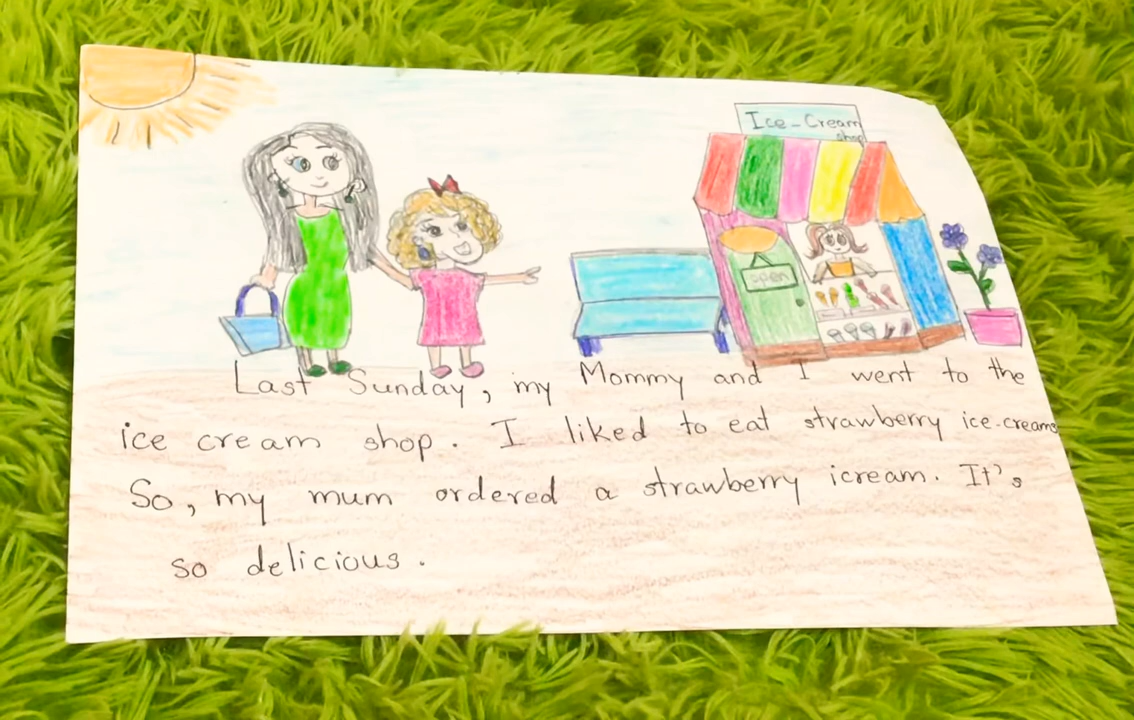 Ice-Cream
shop
open
Last Sunday, my Mommy and I went to the
ice cream shop. I liked to eat strawberry ice-creams
So, my mum ordered a strawberry icream. It's
so delicious.